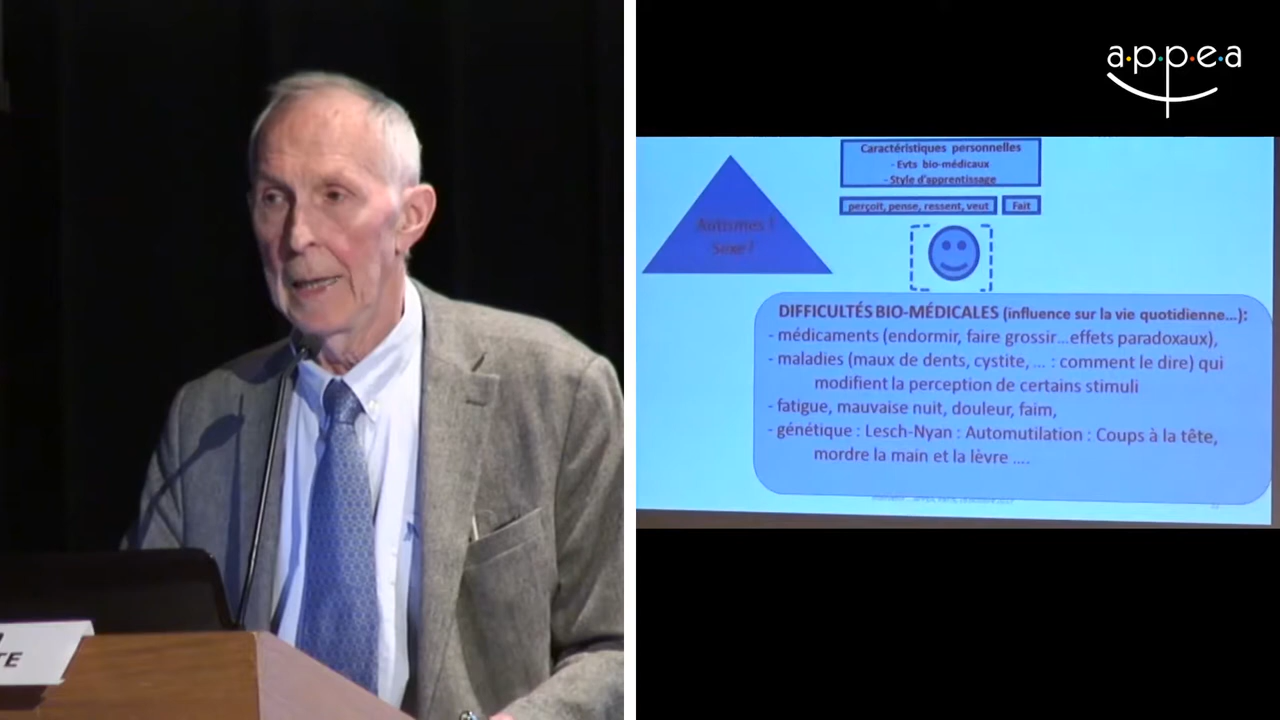 a.p.p.e.a
Caractéristiques personnelles
- Evts bio-médicaux
- Style d'apprentissage
perçoit, pense, ressent, veut
Fait
Autismes ?
Sexe ?
DIFFICULTÉS BIO-MÉDICALES (influence sur la vie quotidienne...):
- médicaments (endormir, faire grossir...effets paradoxaux),
- maladies (maux de dents, cystite, ... : comment le dire) qui
modifient la perception de certains stimuli
- fatigue, mauvaise nuit, douleur, faim,
- génétique : Lesch-Nyan : Automutilation : Coups à la tête,
mordre la main et la lèvre ....
TE